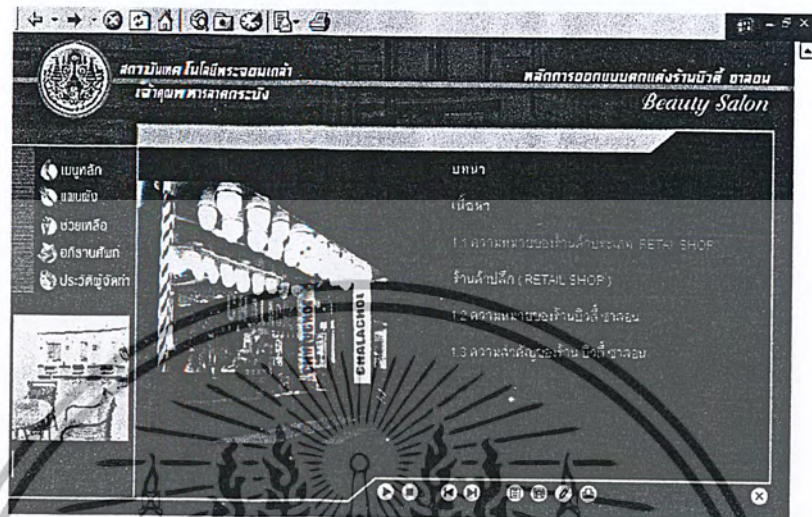 สถาบันเทคโนโลยีพระจอมเกล้า
เจ้าคุณทหารลาดกระบัง
หลักการออกแบบตกแต่งร้านบิวตี้ ซาลอน
Beauty Salon
เมนูหลัก
แผนผัง
ช่วยเหลือ
อภิธานศัพท์
ประวัติผู้จัดทำ
บทนำ
เนื้อหา
1.1 ความหมายของร้านค้าประเภท RETAIL SHOP
ร้านค้าปลีก ( RETAIL SHOP )
1.2 ความหมายของร้านบิวตี้ ซาลอน
1.3 ความสำคัญของร้าน บิวตี้ ซาลอน
CHALACHOL
CHALACHOL